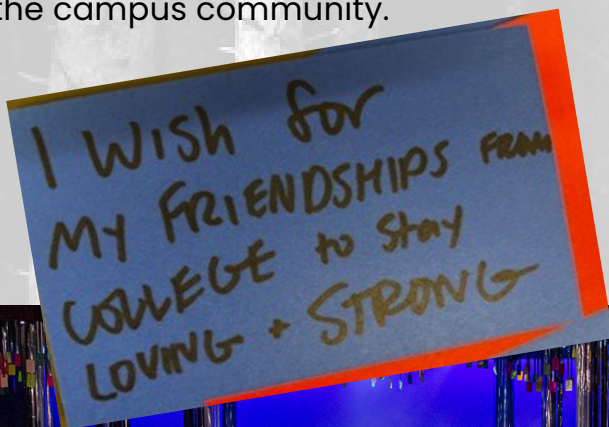 the campus community.
I WISh for
MY FRIENDSHIPS FROM
COLLEGE to Stay
LOVING + STRONG